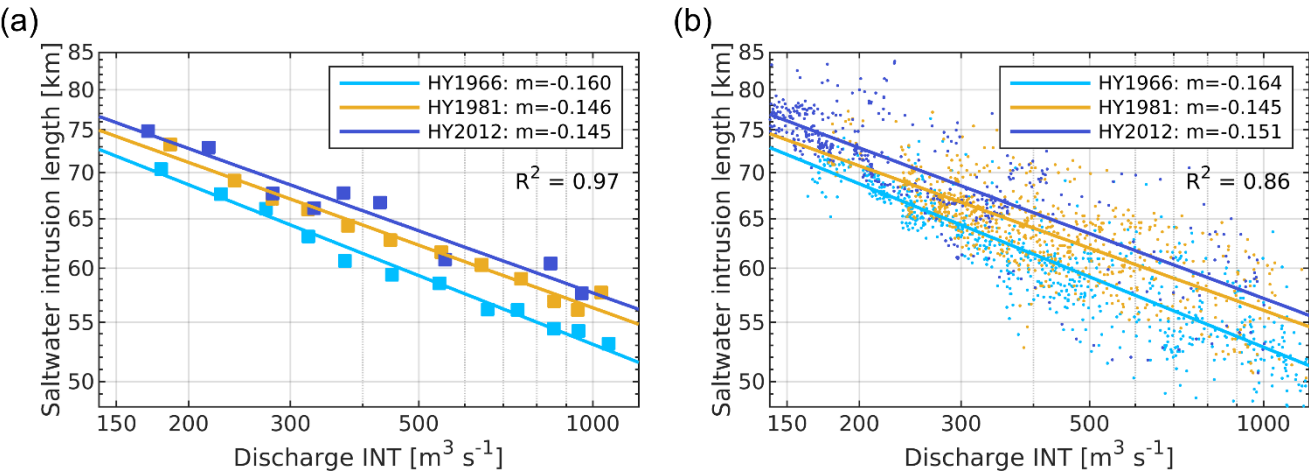 (a)
Saltwater intrusion length [km]
85
80
75
70
65
60
55
50
HY1966: m=-0.160
HY1981: m=-0.146
HY2012: m=-0.145
R² = 0.97
150 200 300 500 700 1000
Discharge INT [m³ s⁻¹]
(b)
Saltwater intrusion length [km]
85
80
75
70
65
60
55
50
HY1966: m=-0.164
HY1981: m=-0.145
HY2012: m=-0.151
R² = 0.86
150 200 300 500 700 1000
Discharge INT [m³ s⁻¹]